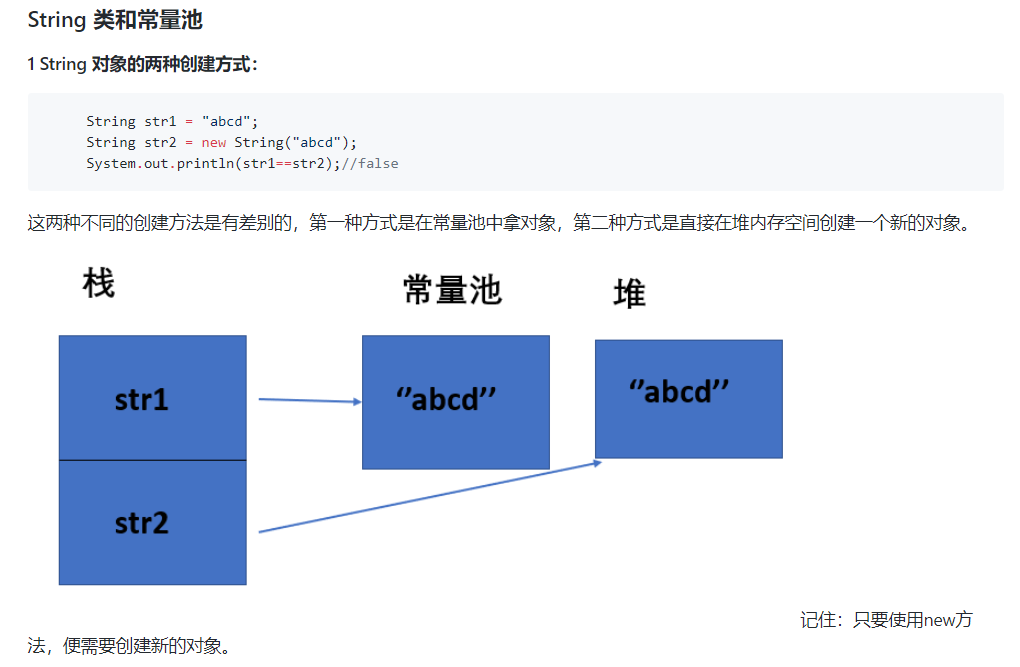 String 类和常量池
1 String 对象的两种创建方式：
String str1 = "abcd";
String str2 = new String("abcd");
System.out.println(str1==str2);//false
这两种不同的创建方法是有差别的，第一种方式是在常量池中拿对象，第二种方式是直接在堆内存空间创建一个新的对象。
栈
常量池
堆
str1
‘’abcd’’
‘’abcd’’
str2
记住：只要使用new方
法，便需要创建新的对象。